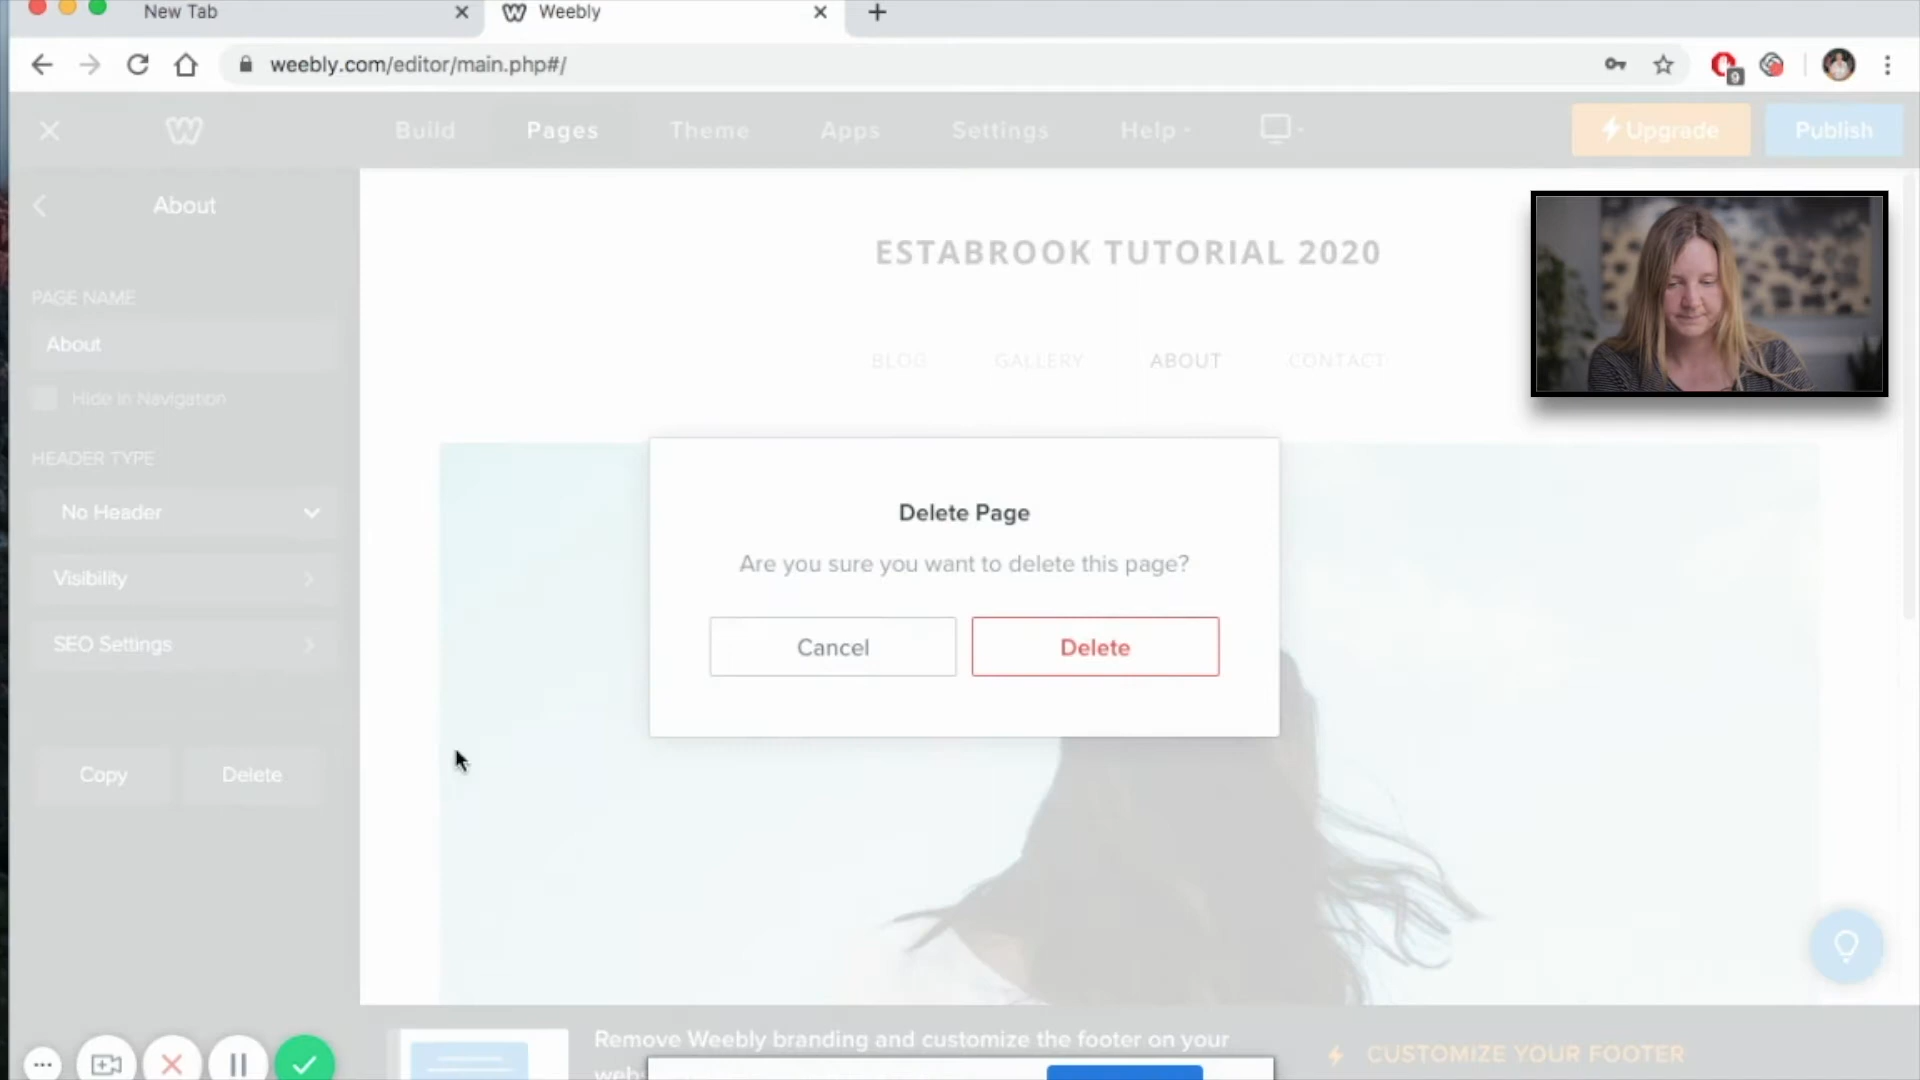 New Tab
Weebly
weebly.com/editor/main.php#/
9
Build
Pages
Theme
Apps
Settings
Help
Upgrade
Publish
About
PAGE NAME
About
Hide in Navigation
HEADER TYPE
No Header
Visibility
SEO Settings
Copy
Delete
ESTABROOK TUTORIAL 2020
BLOG
GALLERY
ABOUT
CONTACT
Delete Page
Are you sure you want to delete this page?
Cancel
Delete
Remove Weebly branding and customize the footer on your
CUSTOMIZE YOUR FOOTER